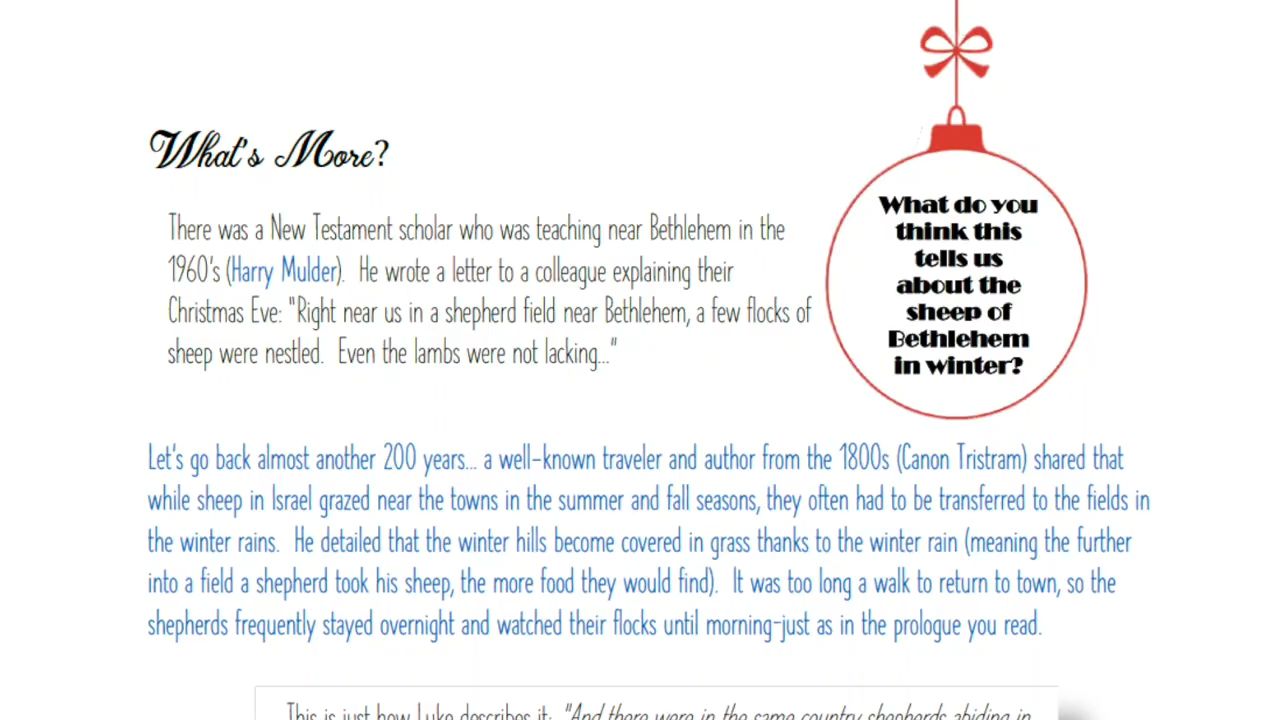 What's More?
There was a New Testament scholar who was teaching near Bethlehem in the
1960's (Harry Mulder). He wrote a letter to a colleague explaining their
Christmas Eve: "Right near us in a shepherd field near Bethlehem, a few flocks of
sheep were nestled. Even the lambs were not lacking..."
What do you
think this
tells us
about the
sheep of
Bethlehem
in winter?
Let's go back almost another 200 years... a well-known traveler and author from the 1800s (Canon Tristram) shared that
while sheep in Israel grazed near the towns in the summer and fall seasons, they often had to be transferred to the fields in
the winter rains. He detailed that the winter hills become covered in grass thanks to the winter rain (meaning the further
into a field a shepherd took his sheep, the more food they would find). It was too long a walk to return to town, so the
shepherds frequently stayed overnight and watched their flocks until morning-just as in the prologue you read.
This is just how Luke describes it: "And there were in the same country shepherds abiding in